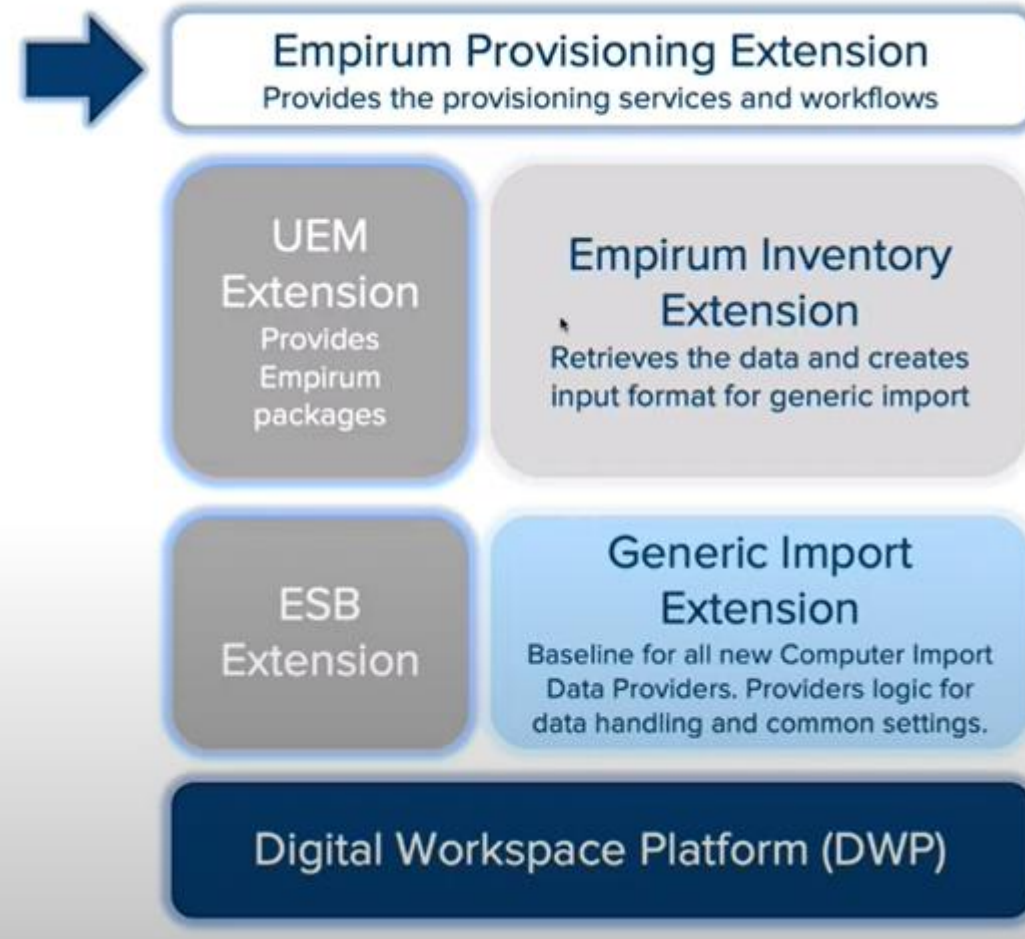 Empirum Provisioning Extension
Provides the provisioning services and workflows
UEM
Extension
Provides
Empirum
packages
Empirum Inventory
Extension
Retrieves the data and creates
input format for generic import
ESB
Extension
Generic Import
Extension
Baseline for all new Computer Import
Data Providers. Providers logic for
data handling and common settings.
Digital Workspace Platform (DWP)